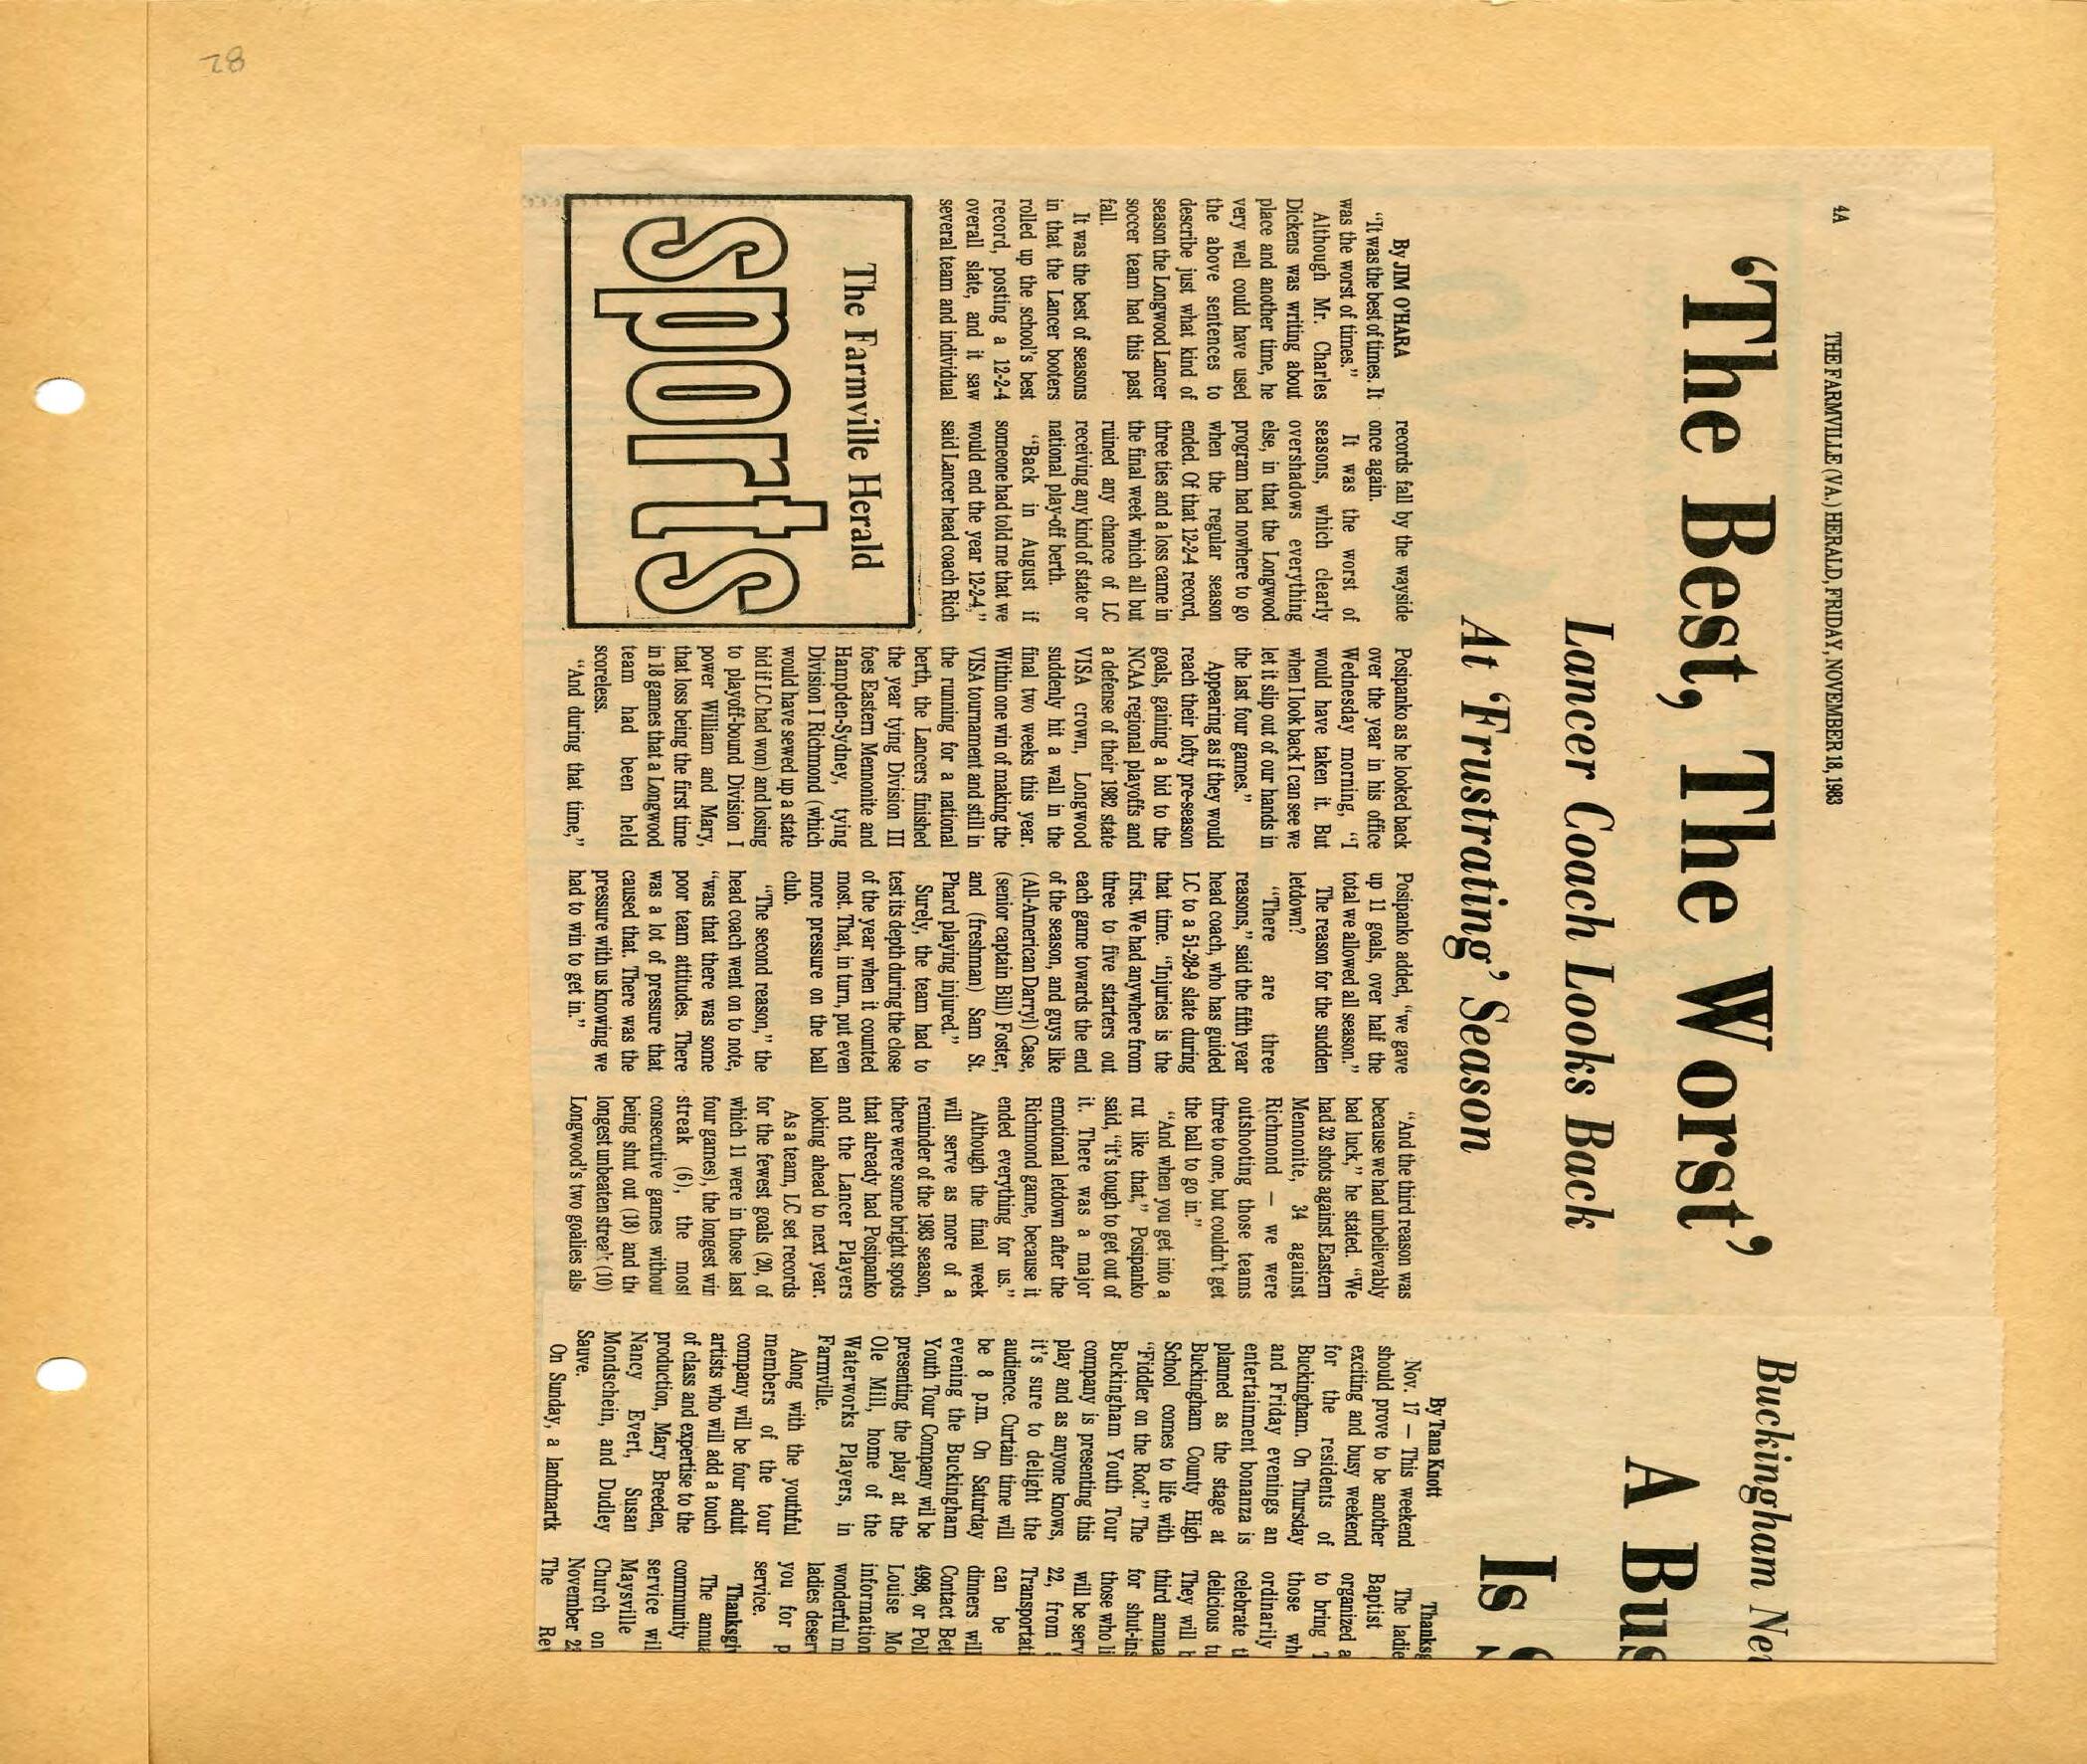 28
4A THE FARMVILLE (VA.) HERALD, FRIDAY, NOVEMBER 18, 1983
'The Best, The Worst'
Lancer Coach Looks Back
At 'Frustrating' Season
By JIM O'HARA
"It was the best of times. It
was the worst of times."
Although Mr. Charles
Dickens was writing about
place and another time, he
very well could have used
the above sentences to
describe just what kind of
season the Longwood Lancer
soccer team had this past
fall.
It was the best of seasons
in that the Lancer booters
rolled up the school's best
record, posting a 12-2-4
overall slate, and it saw
several team and individual
The Farmville Herald
sports
records fall by the wayside
once again.
It was the worst of
seasons, which clearly
overshadows everything
else, in that the Longwood
program had nowhere to go
when the regular season
ended. Of that 12-2-4 record,
three ties and a loss came in
the final week which all but
ruined any chance of LC
receiving any kind of state or
national play-off berth.
"Back in August if
someone had told me that we
would end the year 12-2-4,"
said Lancer head coach Rich
Posipanko as he looked back
over the year in his office
Wednesday morning, "I
would have taken it. But
when I look back I can see we
let it slip out of our hands in
the last four games."
Appearing as if they would
reach their lofty pre-season
goals, gaining a bid to the
NCAA regional playoffs and
a defense of their 1982 state
VISA crown, Longwood
suddenly hit a wall in the
final two weeks this year.
Within one win of making the
VISA tournament and still in
the running for a national
berth, the Lancers finished
the year tying Division III
foes Eastern Mennonite and
Hampden-Sydney, tying
Division I Richmond (which
would have sewed up a state
bid if LC had won) and losing
to playoff-bound Division I
power William and Mary,
that loss being the first time
in 18 games that a Longwood
team had been held
scoreless.
"And during that time,"
Posipanko added, "we gave
up 11 goals, over half the
total we allowed all season."
The reason for the sudden
letdown?
"There are three
reasons," said the fifth year
head coach, who has guided
LC to a 51-28-9 slate during
that time. "Injuries is the
first. We had anywhere from
three to five starters out
each game towards the end
of the season, and guys like
(All-American Darryl) Case,
(senior captain Bill) Foster,
and (freshman) Sam St.
Phard playing injured."
Surely, the team had to
test its depth during the close
of the year when it counted
most. That, in turn, put even
more pressure on the ball
club.
"The second reason," the
head coach went on to note,
"was that there was some
poor team attitudes. There
was a lot of pressure that
caused that. There was the
pressure with us knowing we
had to win to get in."
"And the third reason was
because we had unbelievably
bad luck," he stated. "We
had 32 shots against Eastern
Mennonite, 34 against
Richmond — we were
outshooting those teams
three to one, but couldn't get
the ball to go in."
"And when you get into a
rut like that," Posipanko
said, "it's tough to get out of
it. There was a major
emotional letdown after the
Richmond game, because it
ended everything for us."
Although the final week
will serve as more of a
reminder of the 1983 season,
there were some bright spots
that already had Posipanko
and the Lancer Players
looking ahead to next year.
As a team, LC set records
for the fewest goals (20, of
which 11 were in those last
four games), the longest win
streak (6), the most
consecutive games without
being shut out (18) and the
longest unbeaten streak (10)
Longwood's two goalies als
Buckingham Ne
A Bus
Is
By Tana Knott
Nov. 17 — This weekend
should prove to be another
exciting and busy weekend
for the residents of
Buckingham. On Thursday
and Friday evenings an
entertainment bonanza is
planned as the stage at
Buckingham County High
School comes to life with
"Fiddler on the Roof." The
Buckingham Youth Tour
company is presenting this
play and as anyone knows,
it's sure to delight the
audience. Curtain time will
be 8 p.m. On Saturday
evening the Buckingham
Youth Tour Company wil be
presenting the play at the
Ole Mill, home of the
Waterworks Players, in
Farmville.
Along with the youthful
members of the tour
company will be four adult
artists who will add a touch
of class and expertise to the
production, Mary Breeden,
Nancy Evert, Susan
Mondschein, and Dudley
Sauve.
On Sunday, a landmartk
Thanksg
The ladie
Baptist
organized a
to bring
those wh
ordinarily
celebrate t
delicious tu
They will h
third annua
for shut-ins
those who li
will be serv
22, from
Transportati
can be
dinners will
Contact Bet
4998, or Poll
Louise Mo
information
wonderful m
ladies deser
you for p
service.
Thanksgiv
The annua
community
service wil
Maysville
Church on
November 2
The Rev